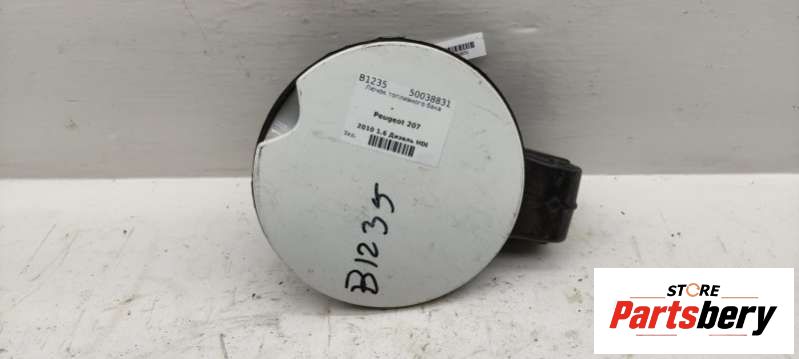 B1235 50038831
Лючок топливного бака
Peugeot 207
2010 1.6 Дизель HDI
B1235
STORE
Partsbery